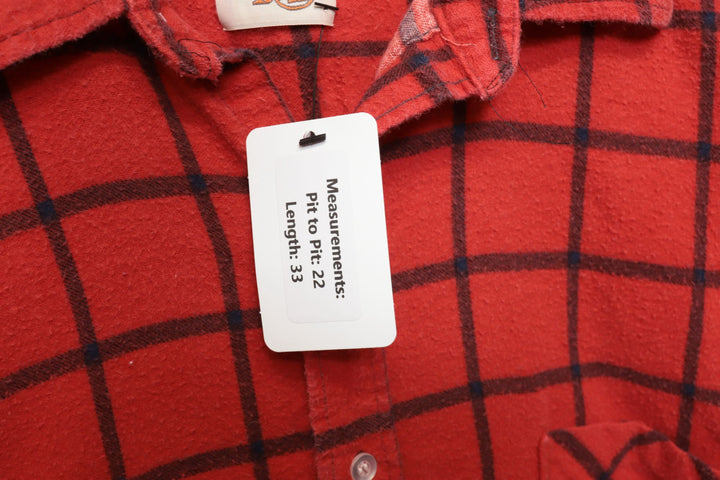 Measurements:
Pit to Pit: 22
Length: 33